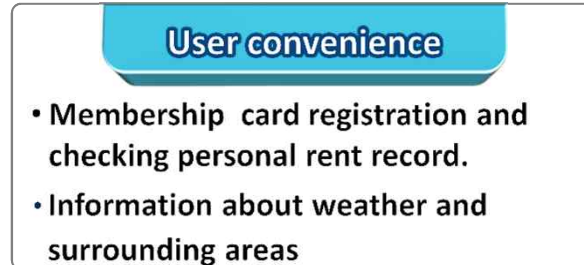 User convenience
• Membership card registration and
checking personal rent record.
• Information about weather and
surrounding areas